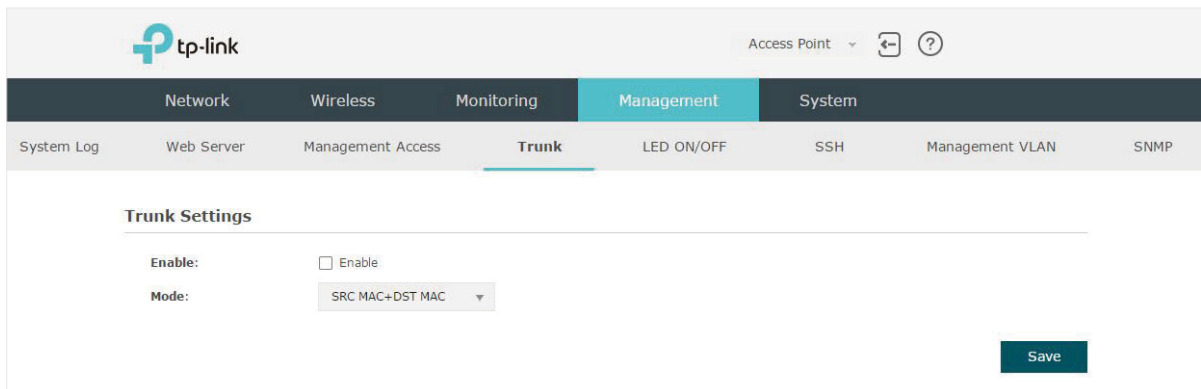 tp-link
Access Point
?
Network Wireless Monitoring Management System
System Log Web Server Management Access Trunk LED ON/OFF SSH Management VLAN SNMP
Trunk Settings
Enable: Enable
Mode: SRC MAC+DST MAC
Save